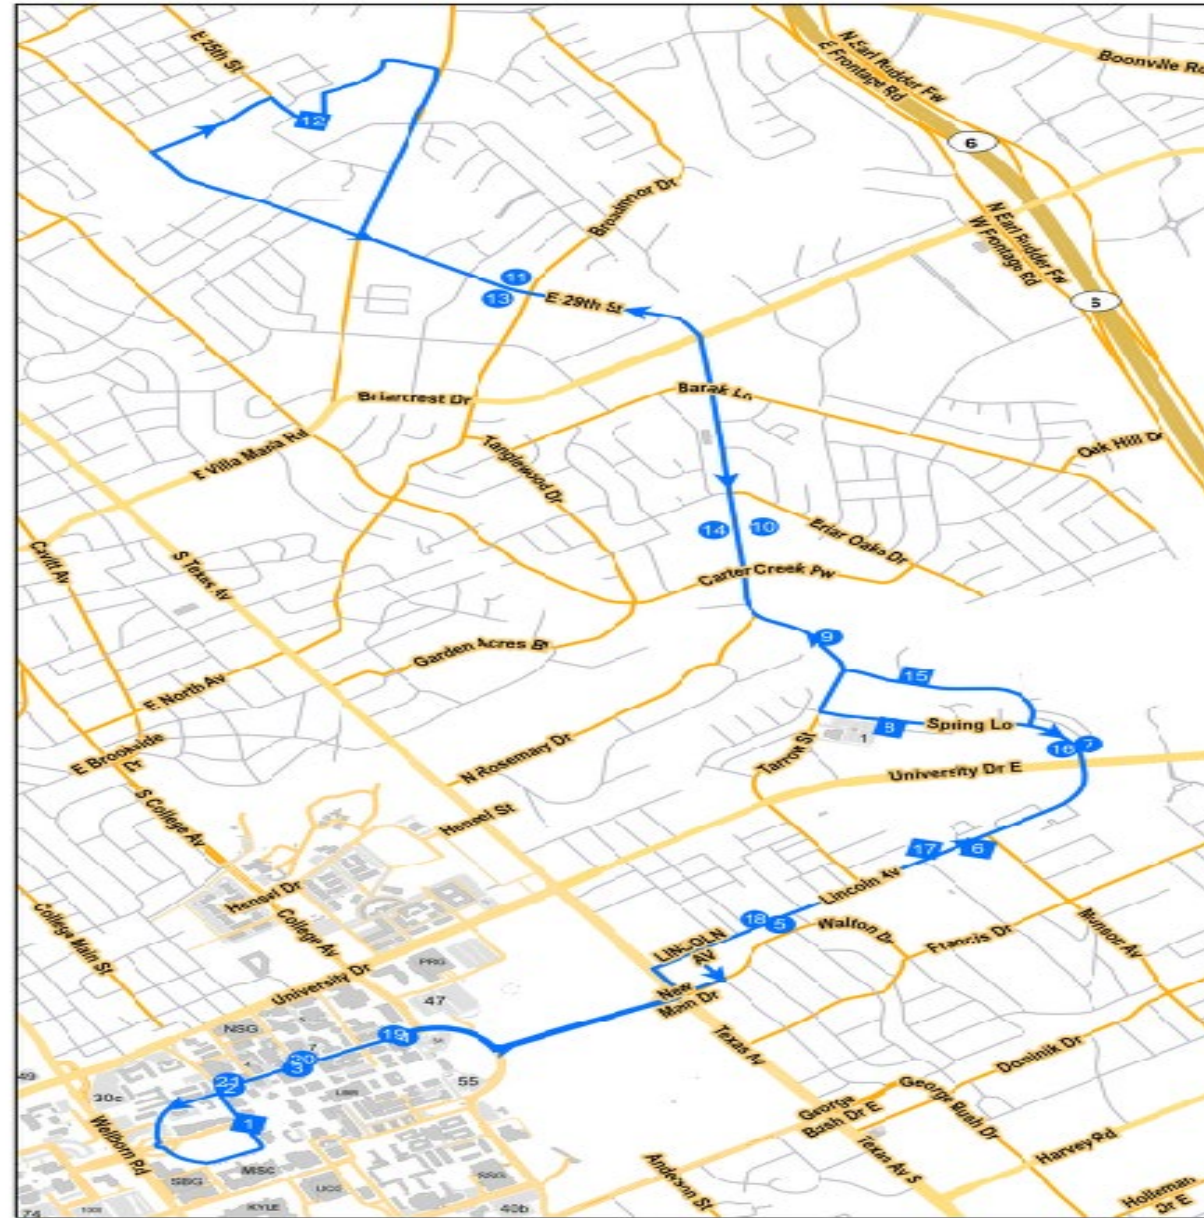 E 25th St
N Earl Rudder Fw
E Frontage Rd
Boonville Rd
12
6
Broadmoor Dr
N Earl Rudder Fw
W Frontage Rd
11
13
E 29th St
6
Briarcrest Dr
Barak Ln
E Villa Maria Rd
Tanglewood Dr
Oak Hill Dr
14
10
Briar Oaks Dr
Cavitt Av
S Texas Av
Carter Creek Pw
9
Garden Acres Bl
15
E North Av
8
Spring Lo
1
16
7
E Brookside
Dr
N Rosemary Dr
Tarrow St
University Dr E
S College Av
Hensel St
17
6
Lincoln Av
Hensel Dr
College Main St
College Av
18
5
Walton Dr
Francis Dr
Munson Av
LINCOLN
AV
PRG
University Dr
47
New
Man Dr
NSG
19
4
7
20
3
Texas Av
Dominik Dr
49
30c
21
2
55
George
Bush Dr E
George Bush Dr
1
Wellborn Rd
MSC
SBG
UCG
SSG
Harvey Rd
Anderson St
Texas Av S
Holleman
Dr E
74
KYLE
40b